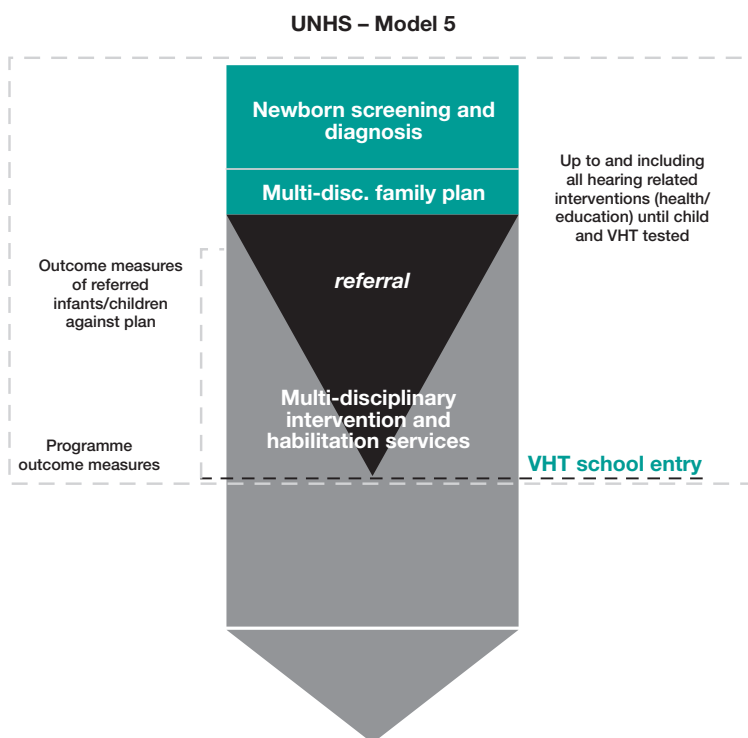 UNHS – Model 5
Newborn screening and
diagnosis
Multi-disc. family plan
Up to and including
all hearing related
interventions (health/
education) until child
and VHT tested
Outcome measures
of referred
infants/children
against plan
referral
Multi-disciplinary
intervention and
habilitation services
Programme
outcome measures
VHT school entry